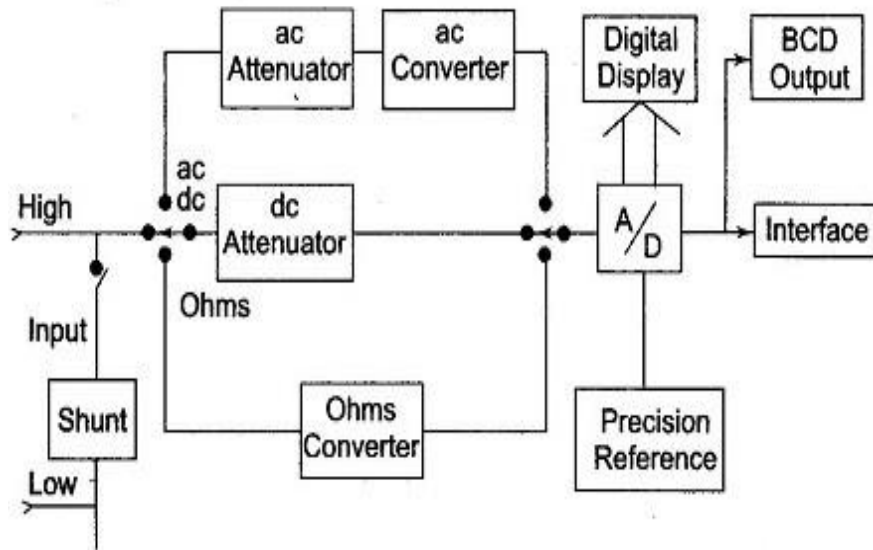 ac
Attenuator
ac
Converter
Digital
Display
BCD
Output
ac
dc
High
dc
Attenuator
A/D
Interface
Ohms
Input
Shunt
Ohms
Converter
Precision
Reference
Low